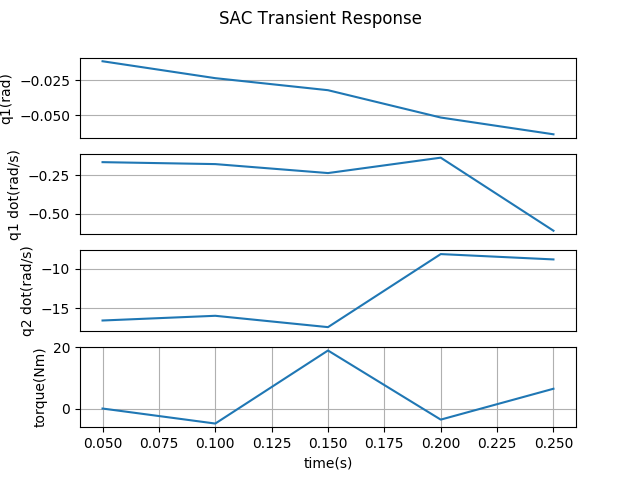 SAC Transient Response
q1(rad)
−0.025
−0.050
q1 dot(rad/s)
−0.25
−0.50
q2 dot(rad/s)
−10
−15
torque(Nm)
20
0
0.050 0.075 0.100 0.125 0.150 0.175 0.200 0.225 0.250
time(s)